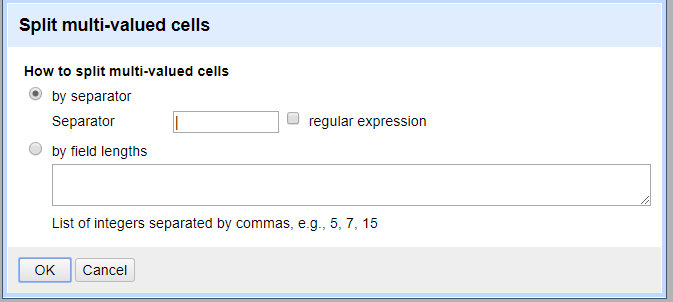 Split multi-valued cells
How to split multi-valued cells
by separator
Separator | regular expression
by field lengths
List of integers separated by commas, e.g., 5, 7, 15
OK Cancel